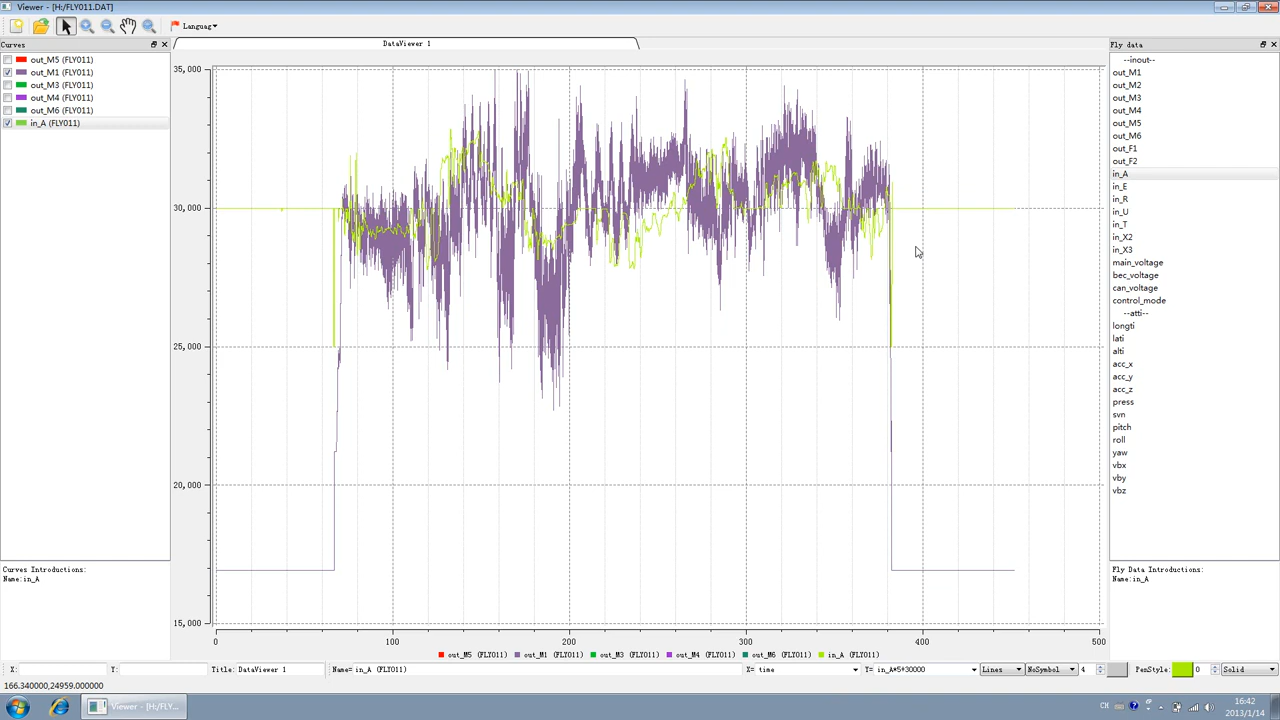 Viewer - [H:/FLY011.DAT]
Languag
Curves
DataViewer 1
Fly data
out_M5 (FLY011)
out_M1 (FLY011)
out_M3 (FLY011)
out_M4 (FLY011)
out_M6 (FLY011)
in_A (FLY011)
Curves Introductions:
Name:in_A
35,000
30,000
25,000
20,000
15,000
0
100
200
300
400
500
out_M5 (FLY011) out_M1 (FLY011) out_M3 (FLY011) out_M4 (FLY011) out_M6 (FLY011) in_A (FLY011)
--inout--
out_M1
out_M2
out_M3
out_M4
out_M5
out_M6
out_F1
out_F2
in_A
in_E
in_R
in_U
in_T
in_X2
in_X3
main_voltage
bec_voltage
can_voltage
control_mode
--atti--
longti
lati
alti
acc_x
acc_y
acc_z
press
svn
pitch
roll
yaw
vbx
vby
vbz
Fly Data Introductions:
Name:in_A
X: Y: Title: DataViewer 1 Name= in_A (FLY011) X= time Y= in_A*5+30000 Lines NoSymbol 4 PenStyle: 0 Solid
166.340000,24959.000000
Viewer - [H:/FLY...
CH
16:42
2013/1/14